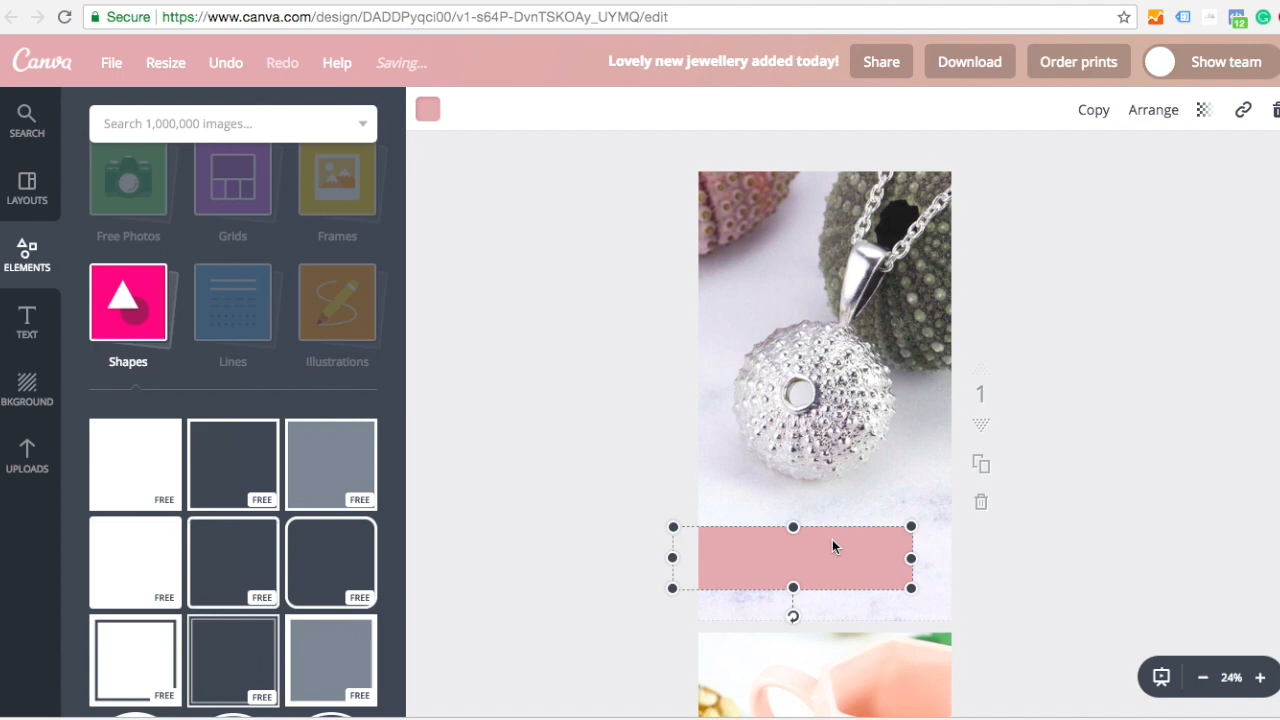 Secure https://www.canva.com/design/DADDPyqci00/v1-s64P-DvnTSKOAy_UYMQ/edit
12
Canva File Resize Undo Redo Help Saving... Lovely new jewellery added today! Share Download Order prints Show team
SEARCH
LAYOUTS
ELEMENTS
TEXT
BKGROUND
UPLOADS
Search 1,000,000 images...
Copy Arrange
Free Photos Grids Frames
Shapes Lines Illustrations
FREE FREE FREE
FREE FREE FREE
FREE FREE FREE
1
24%